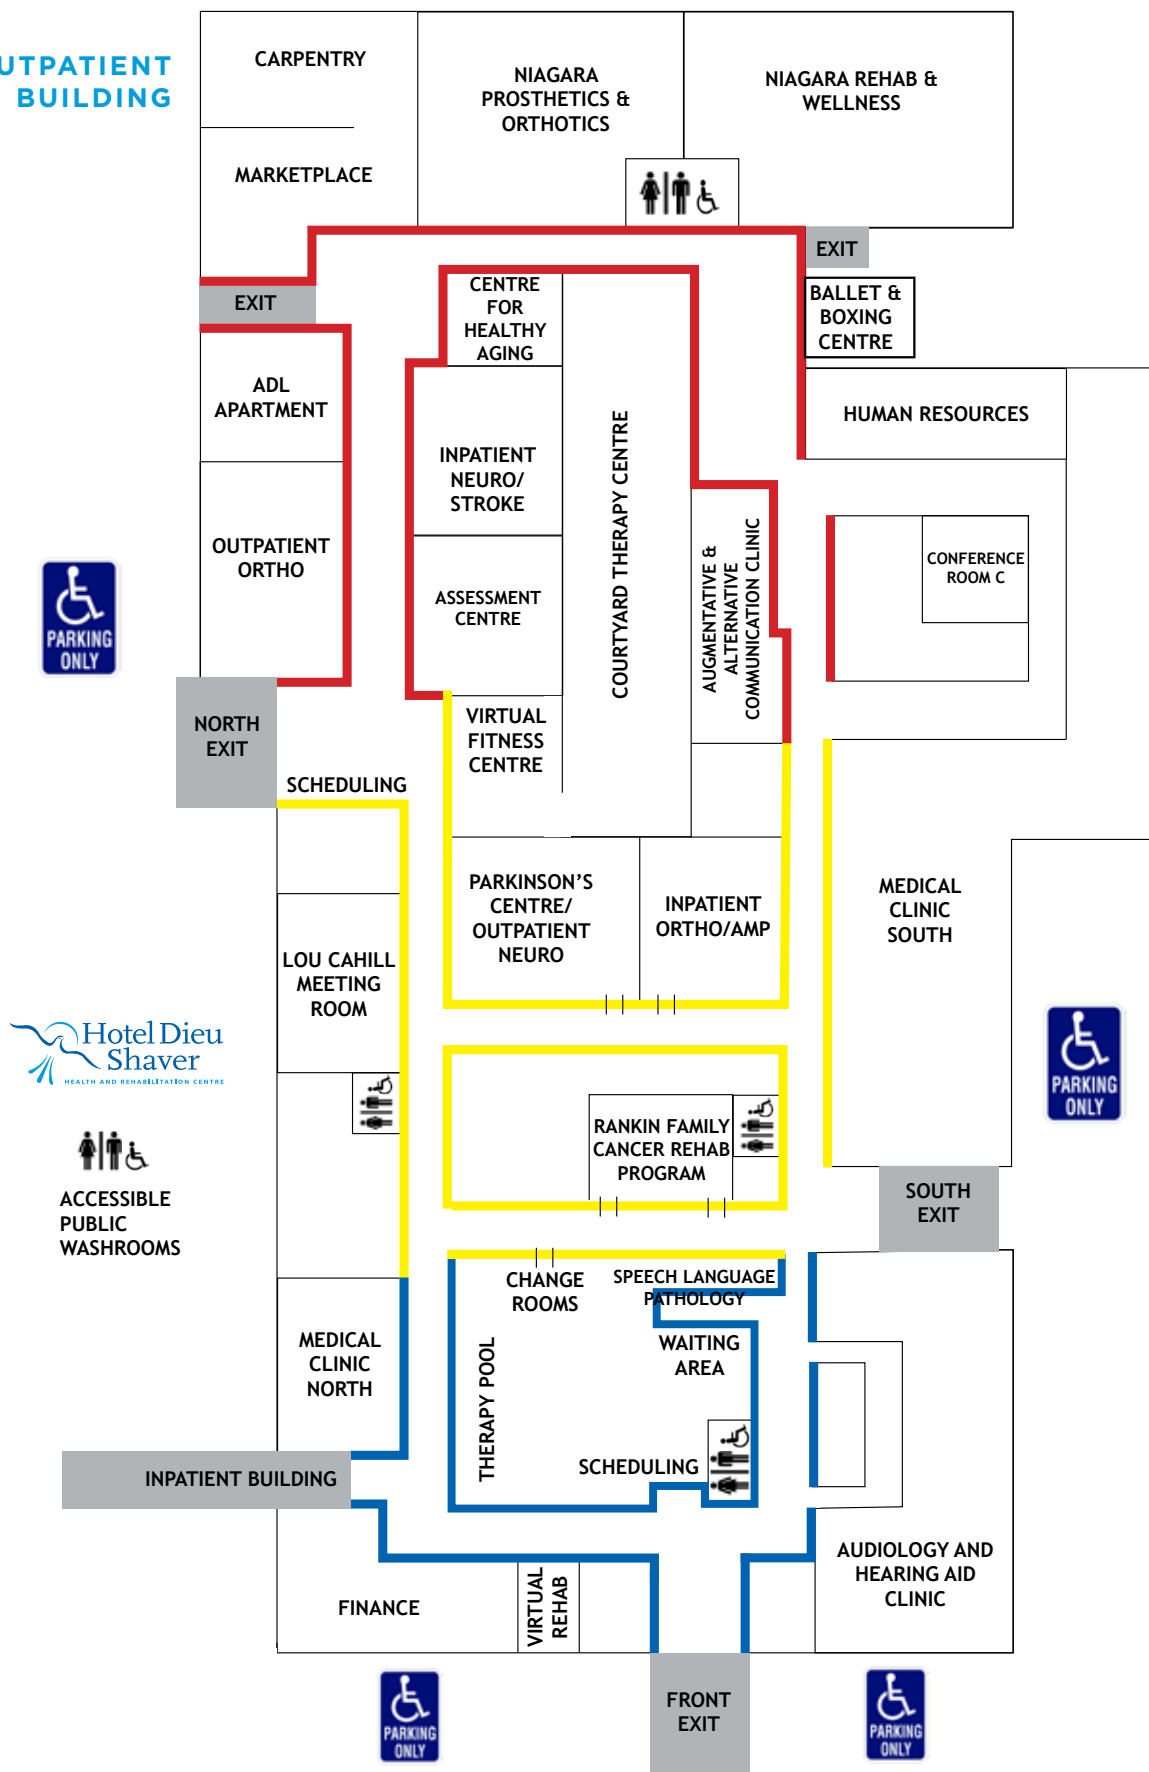 UTPATIENT
BUILDING
CARPENTRY
MARKETPLACE
NIAGARA
PROSTHETICS &
ORTHOTICS
NIAGARA REHAB &
WELLNESS
EXIT
EXIT
BALLET &
BOXING
CENTRE
CENTRE
FOR
HEALTHY
AGING
ADL
APARTMENT
HUMAN RESOURCES
INPATIENT
NEURO/
STROKE
COURTYARD THERAPY CENTRE
OUTPATIENT
ORTHO
ASSESSMENT
CENTRE
AUGMENTATIVE &
ALTERNATIVE
COMMUNICATION CLINIC
CONFERENCE
ROOM C
PARKING
ONLY
NORTH
EXIT
VIRTUAL
FITNESS
CENTRE
SCHEDULING
PARKINSON'S
CENTRE/
OUTPATIENT
NEURO
INPATIENT
ORTHO/AMP
MEDICAL
CLINIC
SOUTH
LOU CAHILL
MEETING
ROOM
Hotel Dieu
Shaver
HEALTH AND REHABILITATION CENTRE
PARKING
ONLY
RANKIN FAMILY
CANCER REHAB
PROGRAM
ACCESSIBLE
PUBLIC
WASHROOMS
SOUTH
EXIT
CHANGE
ROOMS
SPEECH LANGUAGE
PATHOLOGY
WAITING
AREA
MEDICAL
CLINIC
NORTH
THERAPY POOL
SCHEDULING
INPATIENT BUILDING
AUDIOLOGY AND
HEARING AID
CLINIC
FINANCE
VIRTUAL
REHAB
PARKING
ONLY
FRONT
EXIT
PARKING
ONLY